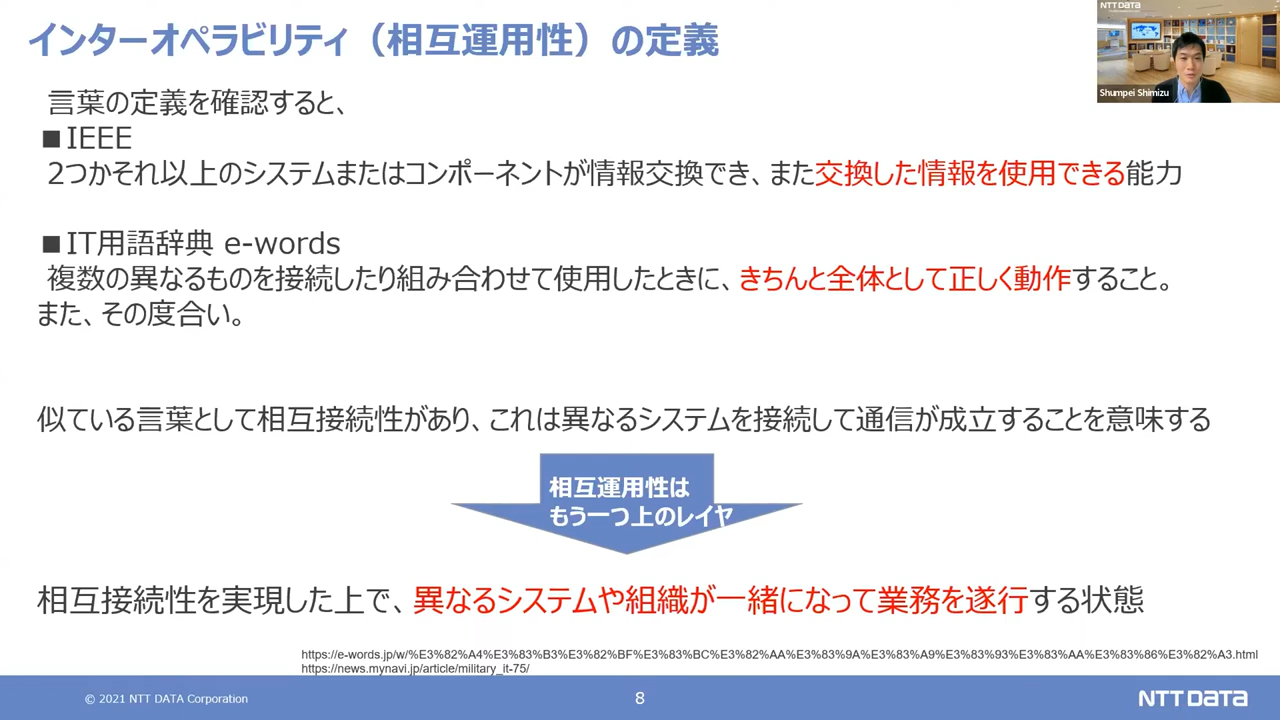 インターオペラビリティ（相互運用性）の定義
NTT DATA
Shumpei Shimizu
言葉の定義を確認すると、
■IEEE
2つかそれ以上のシステムまたはコンポーネントが情報交換でき、また交換した情報を使用できる能力
■IT用語辞典 e-words
複数の異なるものを接続したり組み合わせて使用したときに、きちんと全体として正しく動作すること。
また、その度合い。
似ている言葉として相互接続性があり、これは異なるシステムを接続して通信が成立することを意味する
相互運用性は
もう一つ上のレイヤ
相互接続性を実現した上で、異なるシステムや組織が一緒になって業務を遂行する状態
https://e-words.jp/w/%E3%82%A4%E3%83%B3%E3%82%BF%E3%83%BC%E3%82%AA%E3%83%9A%E3%83%A9%E3%83%93%E3%83%AA%E3%83%86%E3%82%A3.html
https://news.mynavi.jp/article/military_it-75/
© 2021 NTT DATA Corporation
8
NTT DATA